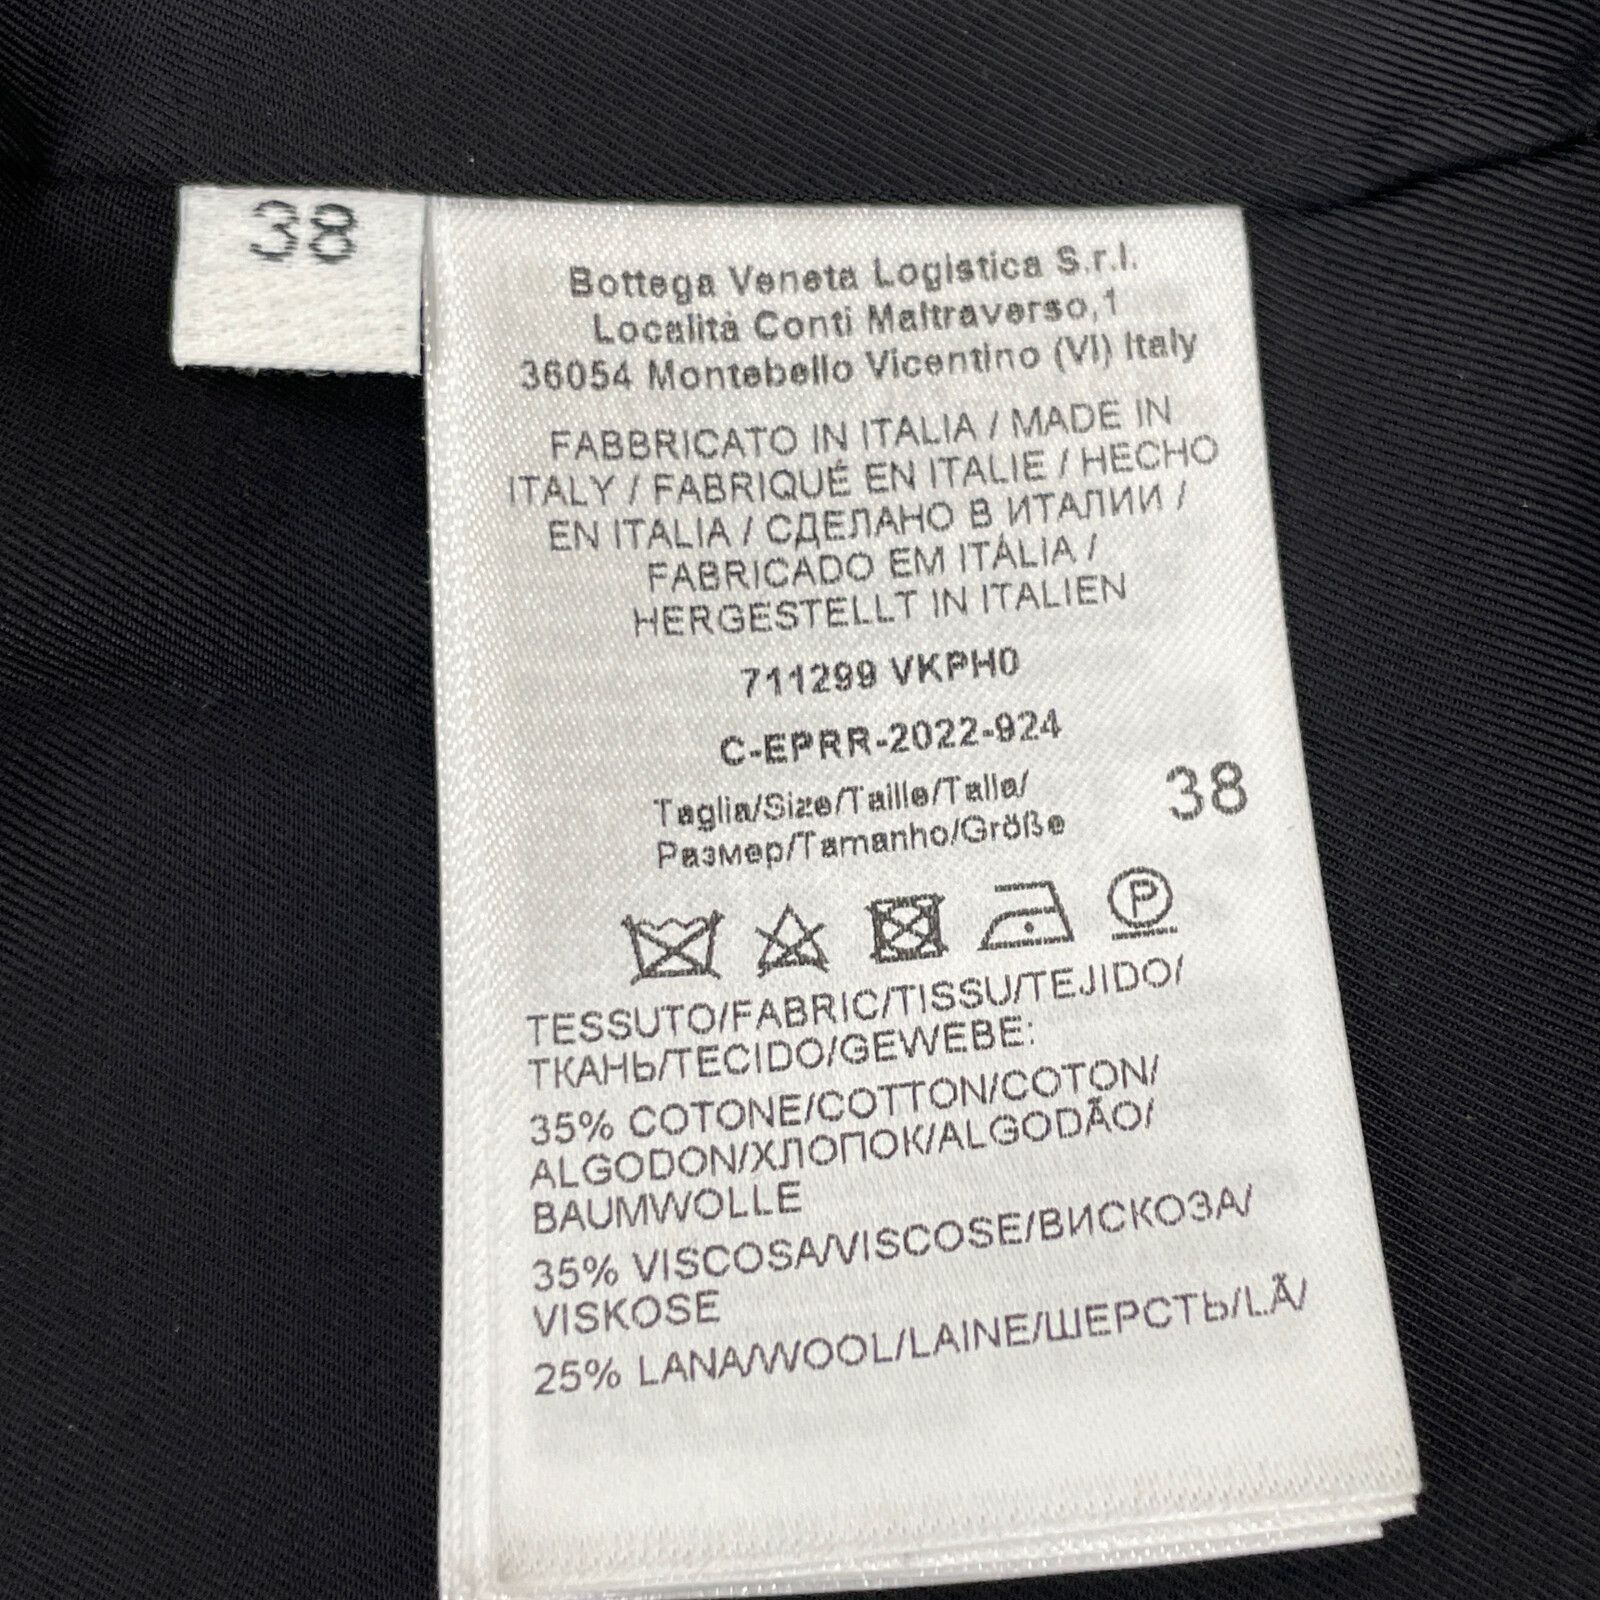 38
Bottega Veneta Logistica S.r.l.
Località Conti Maltraverso,1
36054 Montebello Vicentino (VI) Italy
FABBRICATO IN ITALIA / MADE IN
ITALY / FABRIQUÉ EN ITALIE / HECHO
EN ITALIA / СДЕЛАНО В ИТАЛИИ /
FABRICADO EM ITÁLIA /
HERGESTELLT IN ITALIEN
711299 VKPH0
C-EPRR-2022-924
Taglia/Size/Taille/Talla/
Размер/Tamanho/Größe
38
P
TESSUTO/FABRIC/TISSU/TEJIDO/
ТКАНЬ/TECIDO/GEWEBE:
35% COTONE/COTTON/COTON/
ALGODON/ХЛОПОК/ALGODÃO/
BAUMWOLLE
35% VISCOSA/VISCOSE/ВИСКОЗА/
VISKOSE
25% LANA/WOOL/LAINE/ШЕРСТЬ/LÃ/